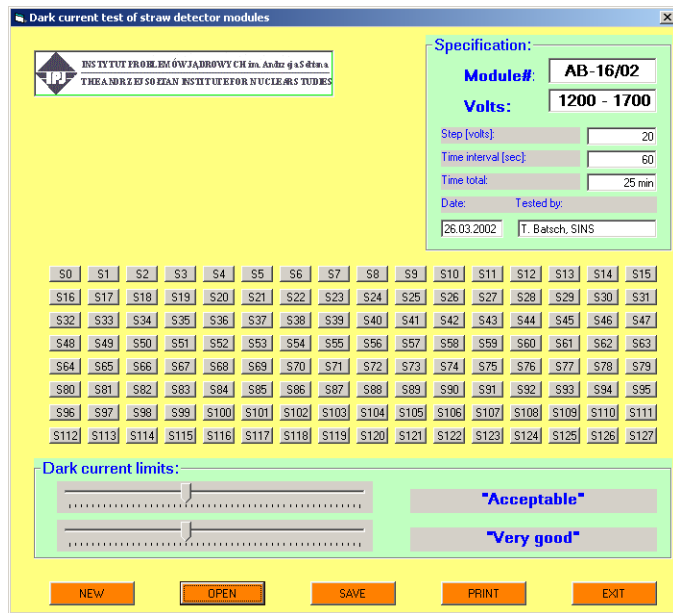 Dark current test of straw detector modules
IPJ
INSTYTUT PROBLEMÓW JĄDROWYCH im. Andrzeja Sołtana
THE ANDRZEJ SOŁTAN INSTITUTE FOR NUCLEARS TUDIES
Specification:
Module#: AB-16/02
Volts: 1200 - 1700
Step [volts]: 20
Time interval [sec]: 60
Time total: 25 min
Date: Tested by:
26.03.2002 T. Batsch, SINS
S0 S1 S2 S3 S4 S5 S6 S7 S8 S9 S10 S11 S12 S13 S14 S15
S16 S17 S18 S19 S20 S21 S22 S23 S24 S25 S26 S27 S28 S29 S30 S31
S32 S33 S34 S35 S36 S37 S38 S39 S40 S41 S42 S43 S44 S45 S46 S47
S48 S49 S50 S51 S52 S53 S54 S55 S56 S57 S58 S59 S60 S61 S62 S63
S64 S65 S66 S67 S68 S69 S70 S71 S72 S73 S74 S75 S76 S77 S78 S79
S80 S81 S82 S83 S84 S85 S86 S87 S88 S89 S90 S91 S92 S93 S94 S95
S96 S97 S98 S99 S100 S101 S102 S103 S104 S105 S106 S107 S108 S109 S110 S111
S112 S113 S114 S115 S116 S117 S118 S119 S120 S121 S122 S123 S124 S125 S126 S127
Dark current limits:
"Acceptable"
"Very good"
NEW OPEN SAVE PRINT EXIT